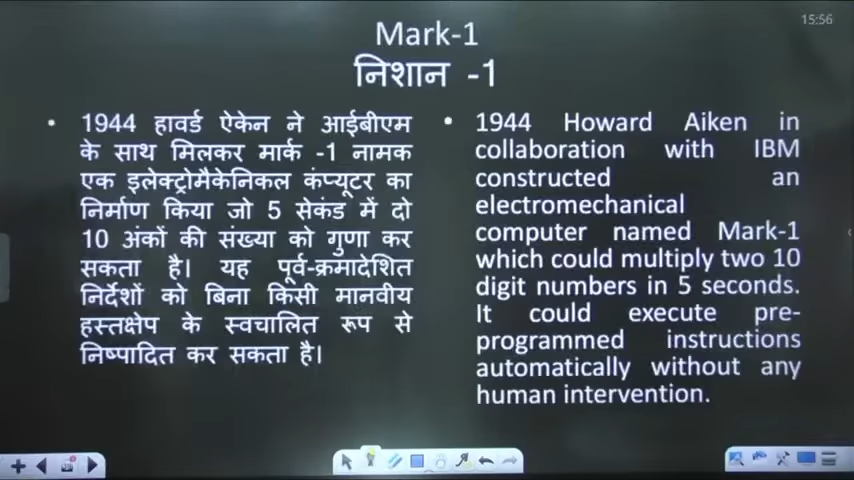 15:56
Mark-1
निशान -1
• 1944 हावर्ड ऐकेन ने आईबीएम
के साथ मिलकर मार्क -1 नामक
एक इलेक्ट्रोमैकेनिकल कंप्यूटर का
निर्माण किया जो 5 सेकंड में दो
10 अंकों की संख्या को गुणा कर
सकता है। यह पूर्व-क्रमादेशित
निर्देशों को बिना किसी मानवीय
हस्तक्षेप के स्वचालित रूप से
निष्पादित कर सकता है।
• 1944 Howard Aiken in
collaboration with IBM
constructed an
electromechanical
computer named Mark-1
which could multiply two 10
digit numbers in 5 seconds.
It could execute pre-
programmed instructions
automatically without any
human intervention.